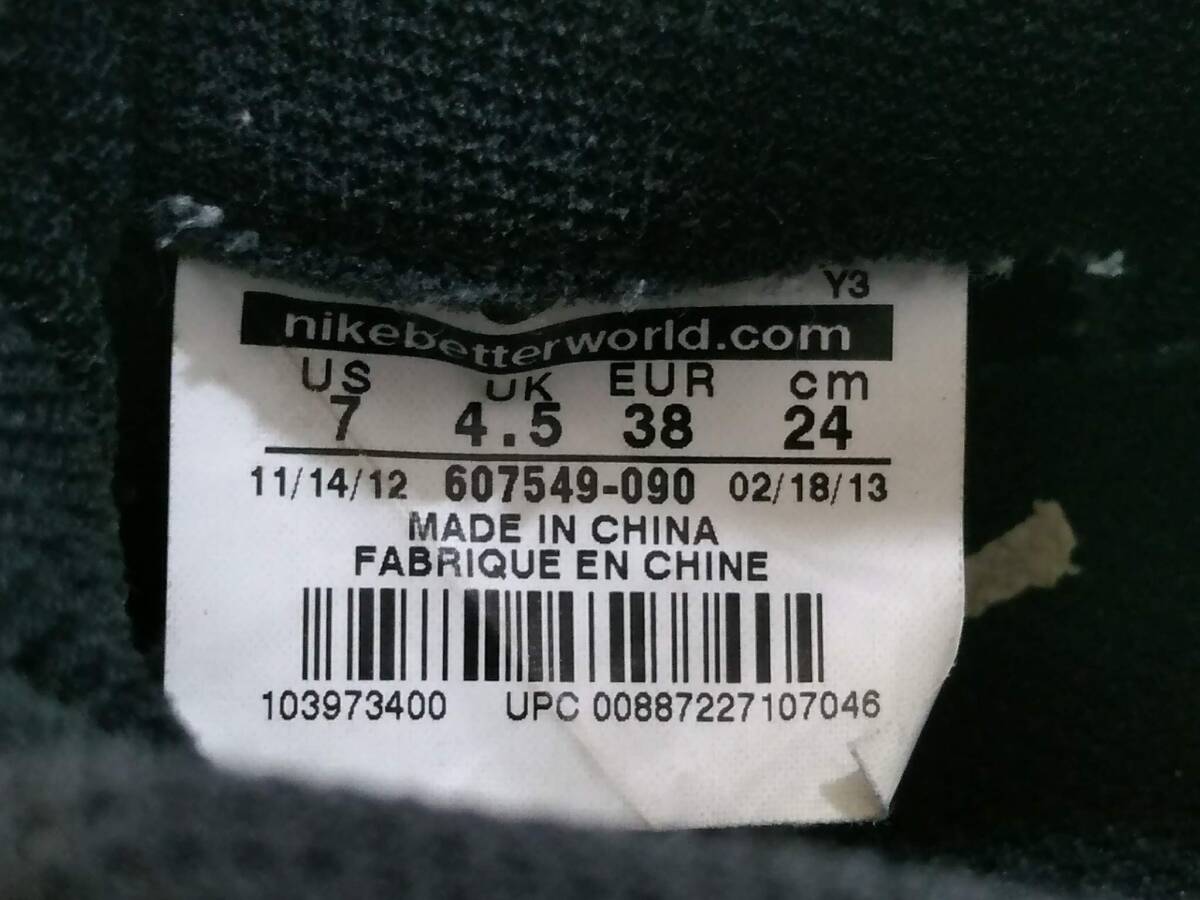 Y3
nikebetterworld.com
US UK EUR cm
7 4.5 38 24
11/14/12 607549-090 02/18/13
MADE IN CHINA
FABRIQUE EN CHINE
103973400 UPC 00887227107046